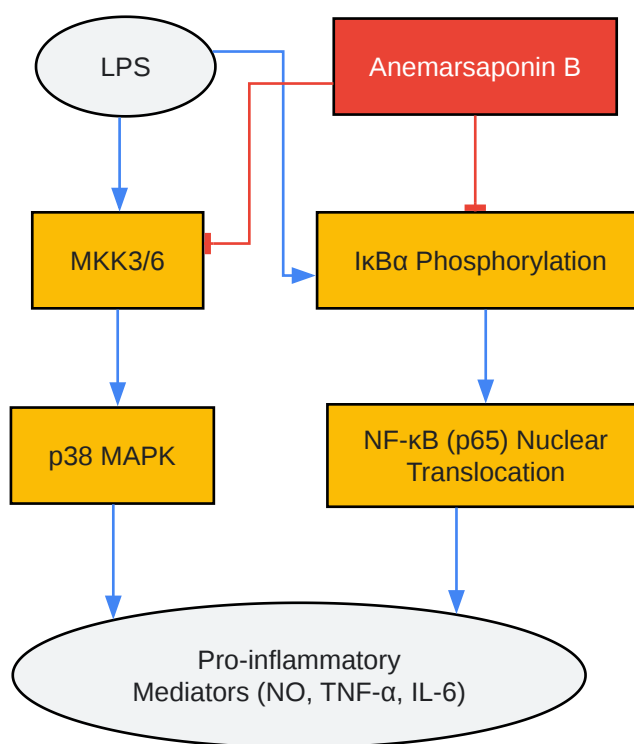 LPS
Anemarsaponin B
MKK3/6
IκBα Phosphorylation
p38 MAPK
NF-κB (p65) Nuclear
Translocation
Pro-inflammatory
Mediators (NO, TNF-α, IL-6)